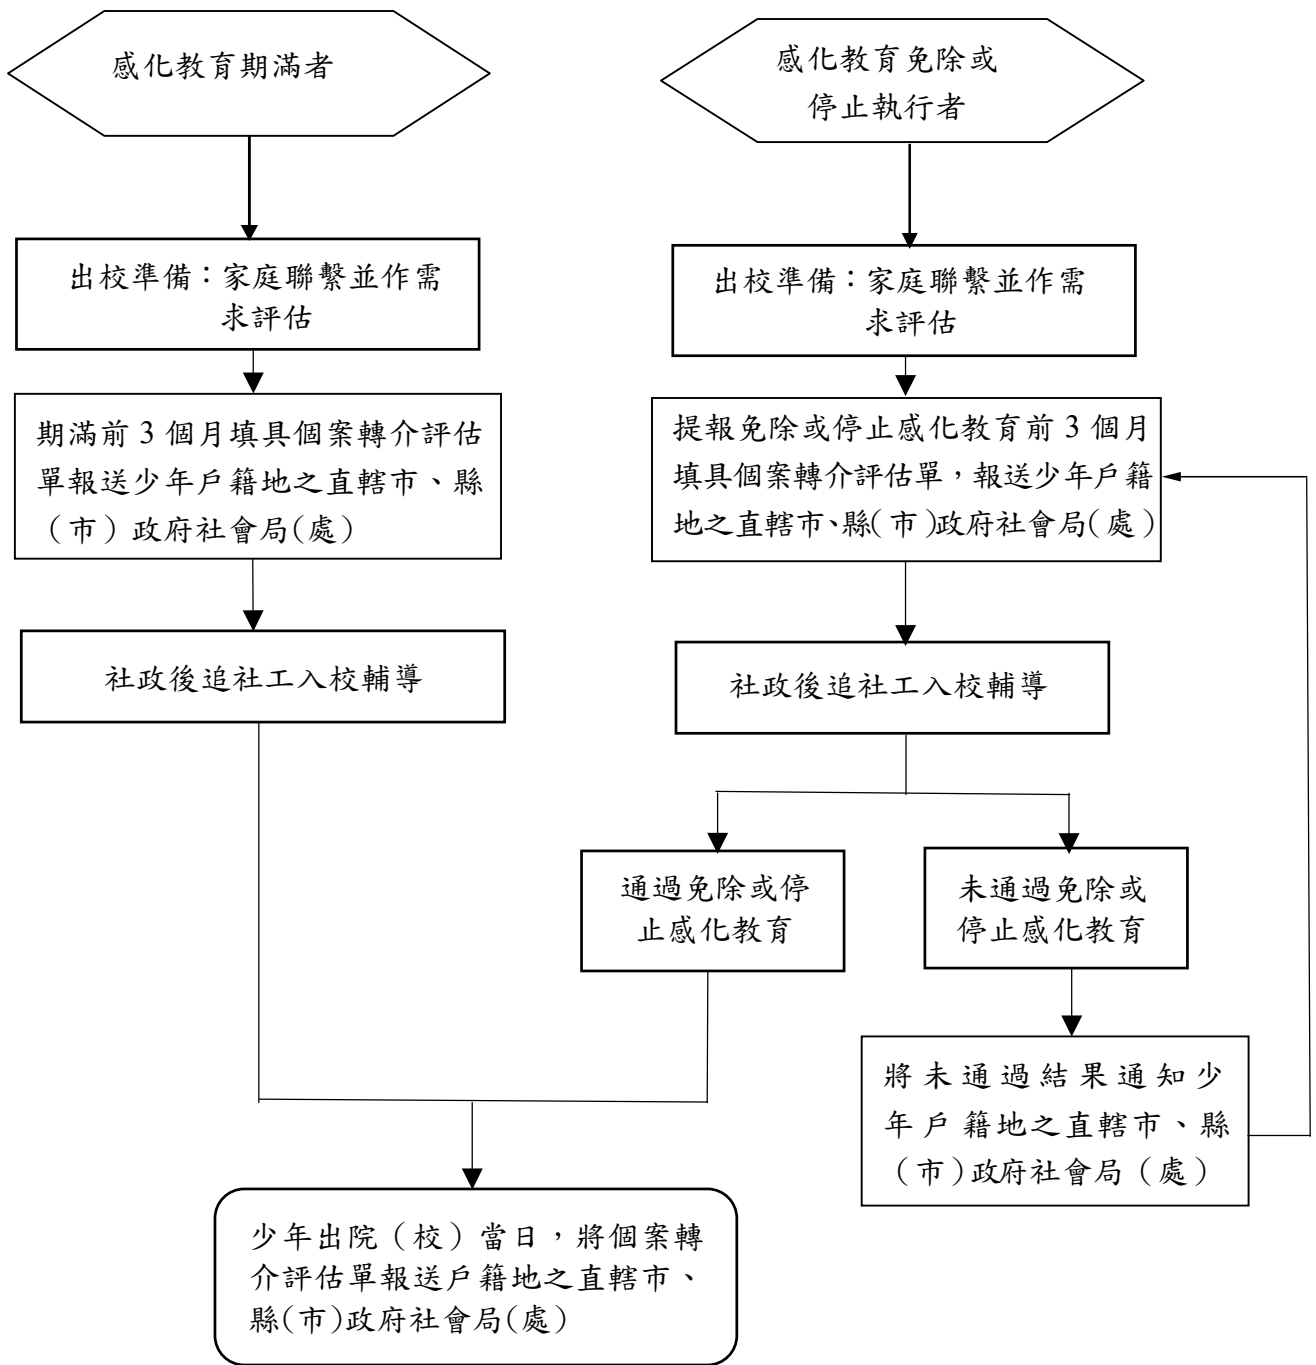 感化教育期滿者
感化教育免除或
停止執行者
出校準備：家庭聯繫並作需
求評估
出校準備：家庭聯繫並作需
求評估
期滿前 3 個月填具個案轉介評估
單報送少年戶籍地之直轄市、縣
（市）政府社會局(處)
提報免除或停止感化教育前 3 個月
填具個案轉介評估單，報送少年戶籍
地之直轄市、縣(市)政府社會局(處)
社政後追社工入校輔導
社政後追社工入校輔導
通過免除或停
止感化教育
未通過免除或
停止感化教育
將未通過結果通知少
年戶籍地之直轄市、縣
（市)政府社會局（處）
少年出院（校）當日，將個案轉
介評估單報送戶籍地之直轄市、
縣(市)政府社會局(處)